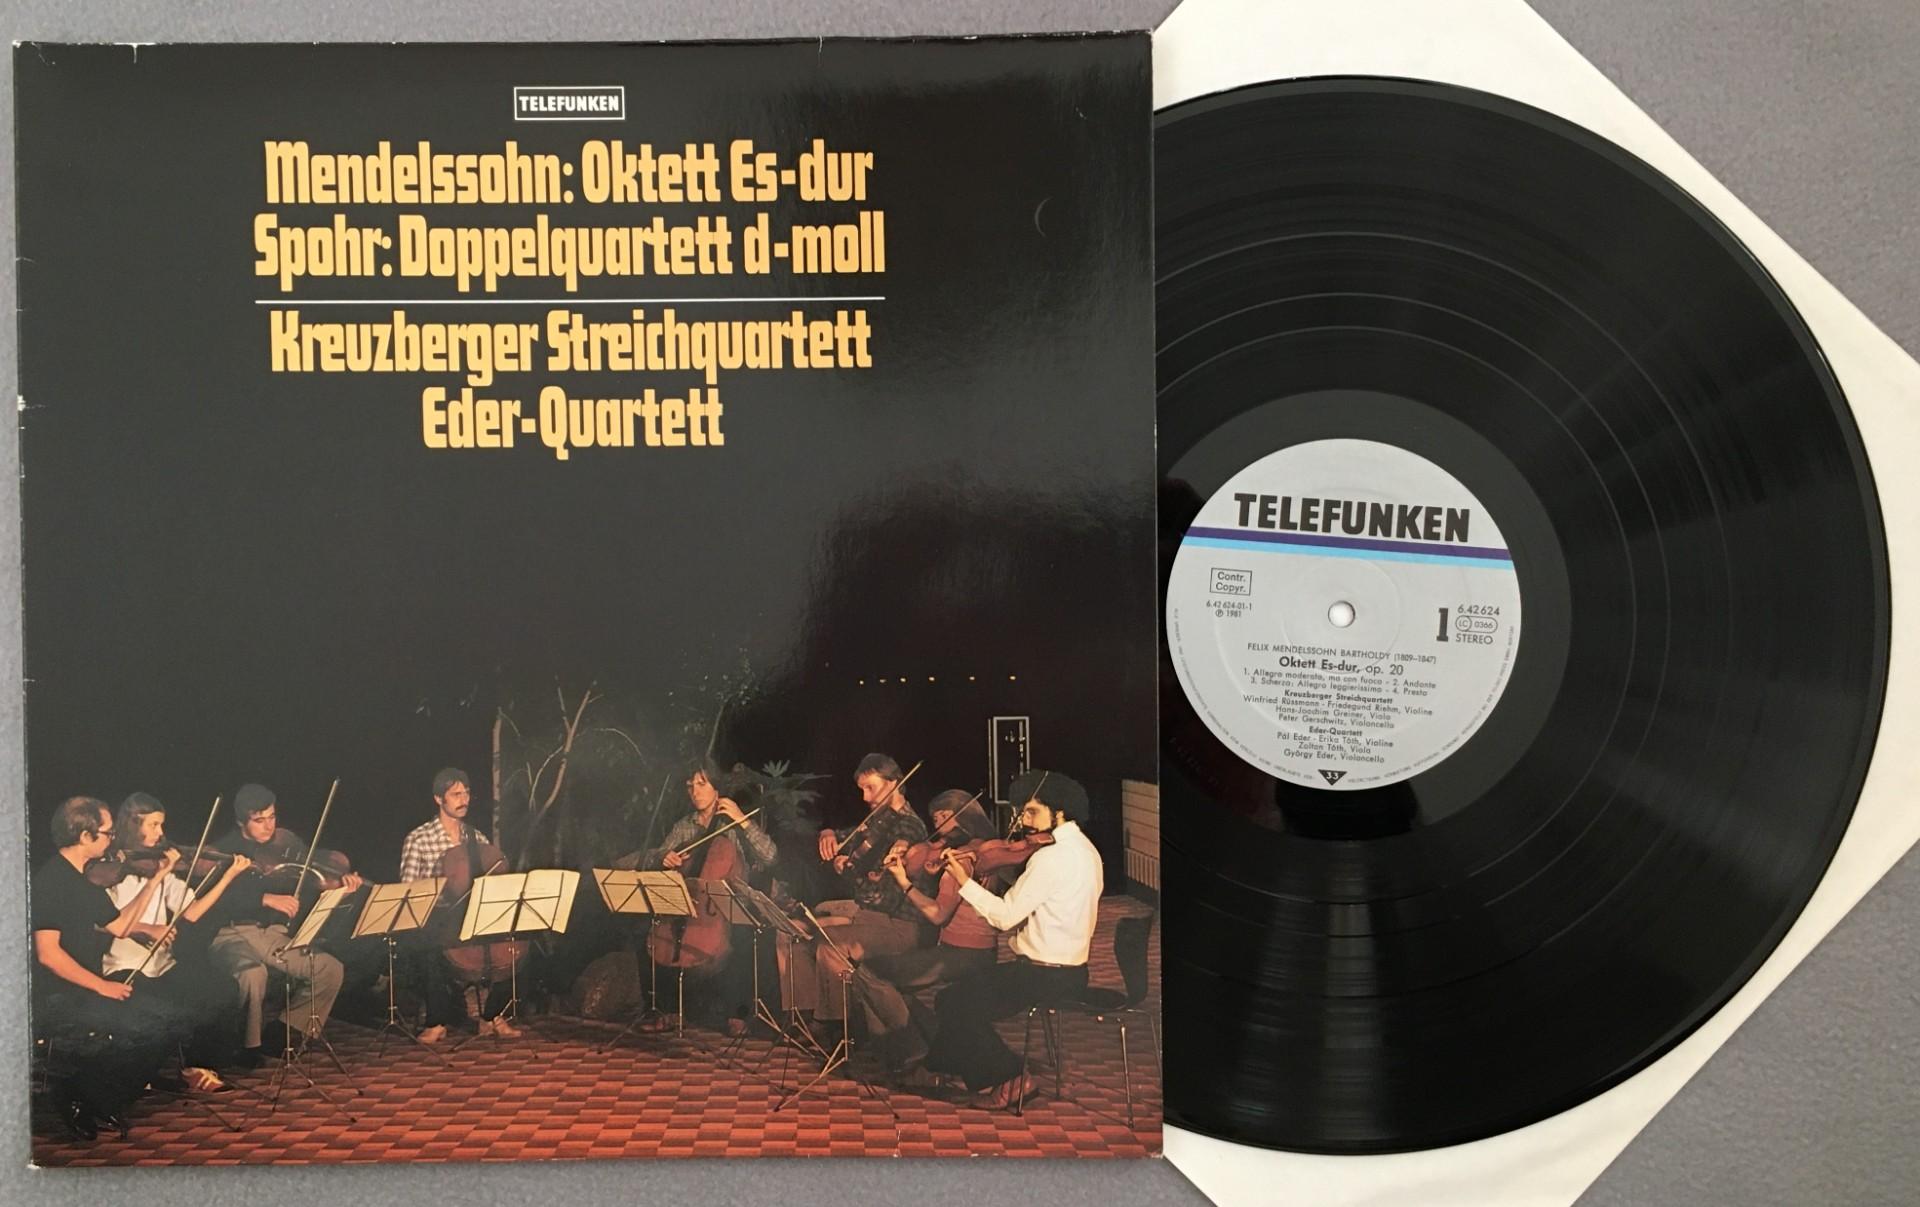 TELEFUNKEN
Mendelssohn: Oktett Es-dur
Spohr: Doppelquartett d-moll
Kreuzberger Streichquartett
Eder-Quartett
TELEFUNKEN
Contr.
Copyr.
6.42 624-01-1
℗ 1981
1
6.42624
LC 0366
STEREO
FELIX MENDELSSOHN BARTHOLDY (1809–1847)
Oktett Es-dur, op. 20
1. Allegro moderato, ma con fuoco - 2. Andante
3. Scherzo: Allegro leggierissimo - 4. Presto
Kreuzberger Streichquartett
Winfried Rüssmann - Friedegund Riehm, Violine
Hans-Joachim Greiner, Viola
Peter Gerschwitz, Violoncello
Eder-Quartett
Pál Eder - Erika Tóth, Violine
Zoltan Tóth, Viola
György Eder, Violoncello
33